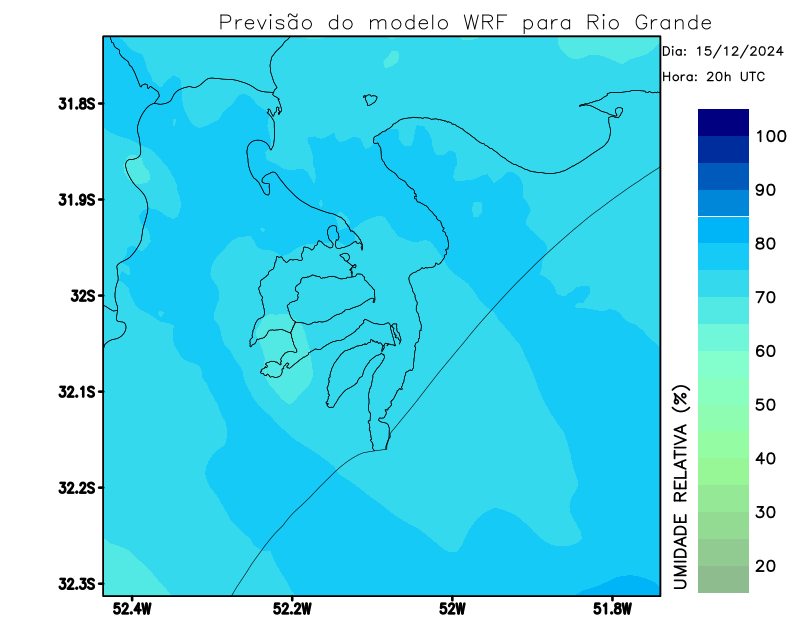 Previsão do modelo WRF para Rio Grande
Dia: 15/12/2024
Hora: 20h UTC
31.8S
31.9S
32S
32.1S
32.2S
32.3S
52.4W
52.2W
52W
51.8W
100
90
80
70
60
50
40
30
20
UMIDADE RELATIVA (%)